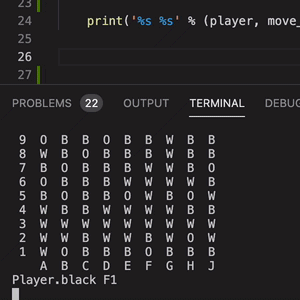 23
24 print('%s %s' % (player, move_
25
26
27
PROBLEMS 22 OUTPUT TERMINAL DEBU
9 O B B O B B W B B
8 W B O B B B W B B
7 B O B B B W W B O
6 O B B B W W W W B
5 B O B B O W B O W
4 W B B W W W W B B
3 W W W W W W W W W
2 W W B W W B W O W
1 W O B B B O B B B
A B C D E F G H J
Player.black F1